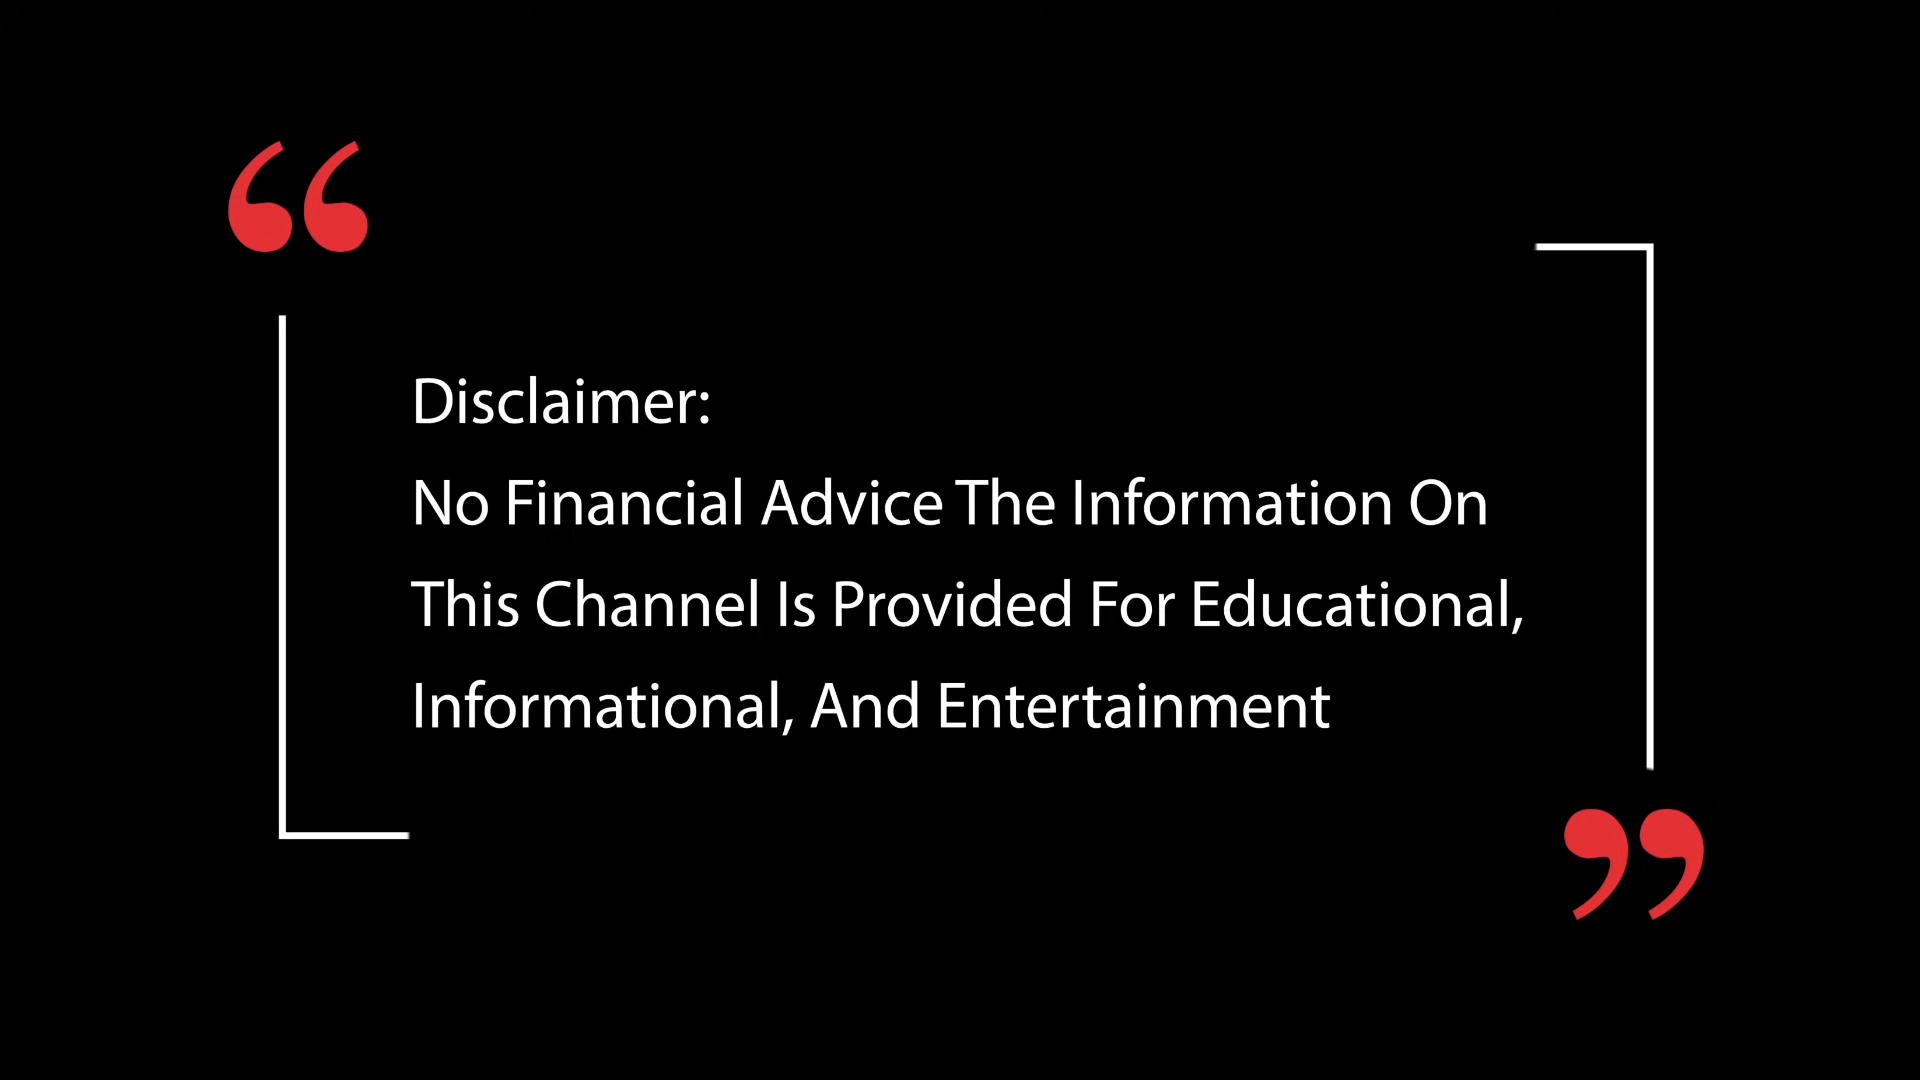 “
Disclaimer:
No Financial Advice The Information On
This Channel Is Provided For Educational,
Informational, And Entertainment
”